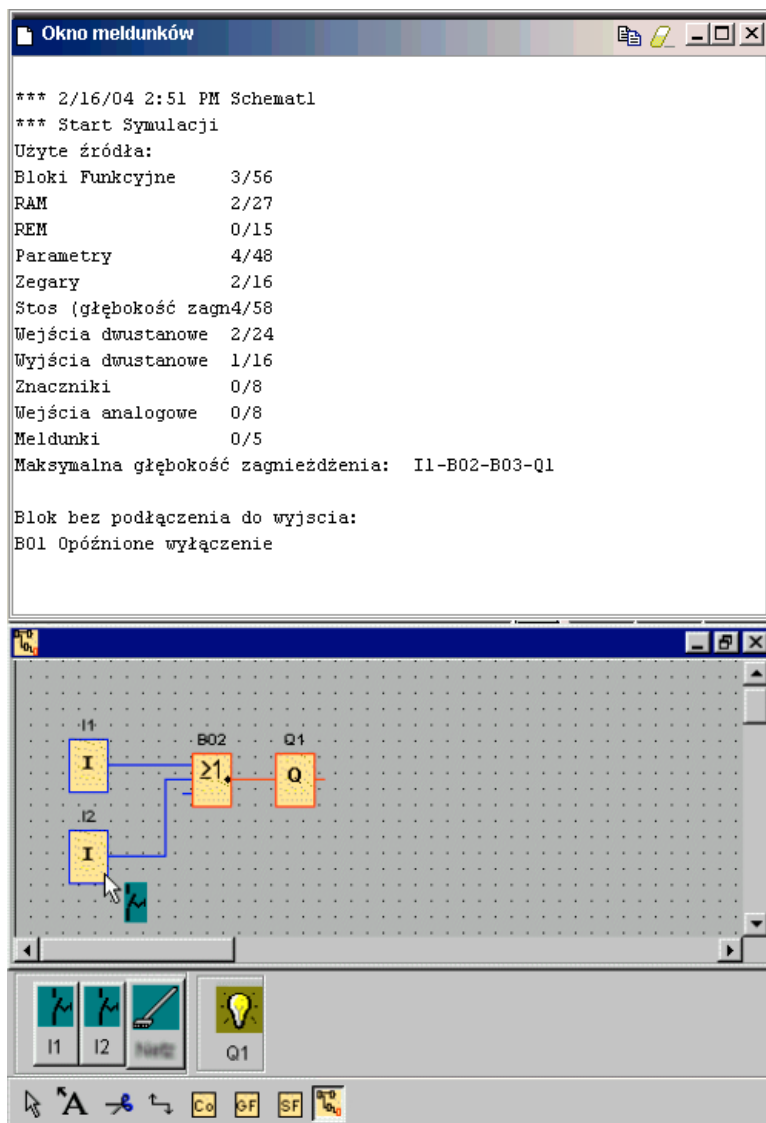 Okno meldunków
*** 2/16/04 2:51 PM Schemat1
*** Start Symulacji
Użyte źródła:
Bloki Funkcyjne 3/56
RAM 2/27
REM 0/15
Parametry 4/48
Zegary 2/16
Stos (głębokość zagn4/58
Wejścia dwustanowe 2/24
Wyjścia dwustanowe 1/16
Znaczniki 0/8
Wejścia analogowe 0/8
Meldunki 0/5
Maksymalna głębokość zagnieżdżenia: I1-B02-B03-Q1
Blok bez podłączenia do wyjscia:
B01 Opóźnione wyłączenie
I1
B02 Q1
I ≥1 Q
I2
I
I1 I2 Q1
A Co GF SF